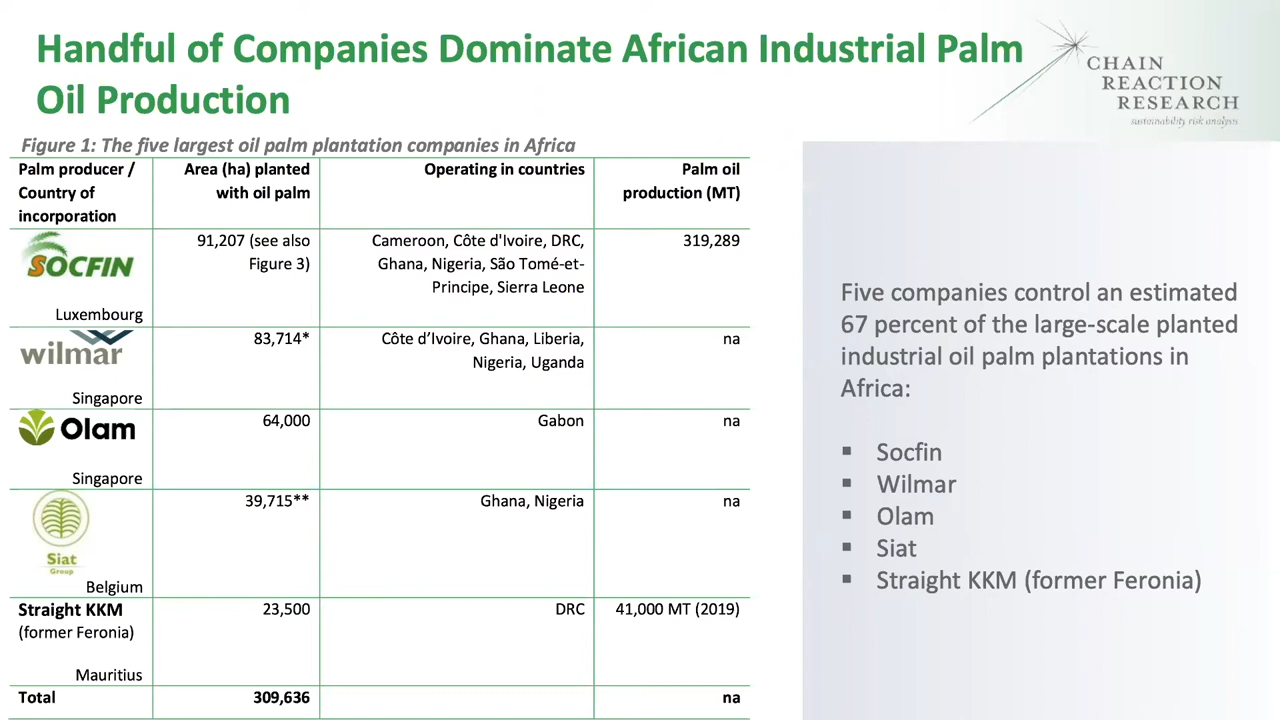 Handful of Companies Dominate African Industrial Palm
Oil Production
CHAIN
REACTION
RESEARCH
sustainability risk analysis
Figure 1: The five largest oil palm plantation companies in Africa
Palm producer /
Country of
incorporation
Area (ha) planted
with oil palm
Operating in countries
Palm oil
production (MT)
SOCFIN
Luxembourg
91,207 (see also
Figure 3)
Cameroon, Côte d'Ivoire, DRC,
Ghana, Nigeria, São Tomé-et-
Principe, Sierra Leone
319,289
wilmar
Singapore
83,714*
Côte d’Ivoire, Ghana, Liberia,
Nigeria, Uganda
na
Olam
Singapore
64,000
Gabon
na
Siat
Group
Belgium
39,715**
Ghana, Nigeria
na
Straight KKM
(former Feronia)
Mauritius
23,500
DRC
41,000 MT (2019)
Total
309,636
na
Five companies control an estimated
67 percent of the large-scale planted
industrial oil palm plantations in
Africa:
▪ Socfin
▪ Wilmar
▪ Olam
▪ Siat
▪ Straight KKM (former Feronia)